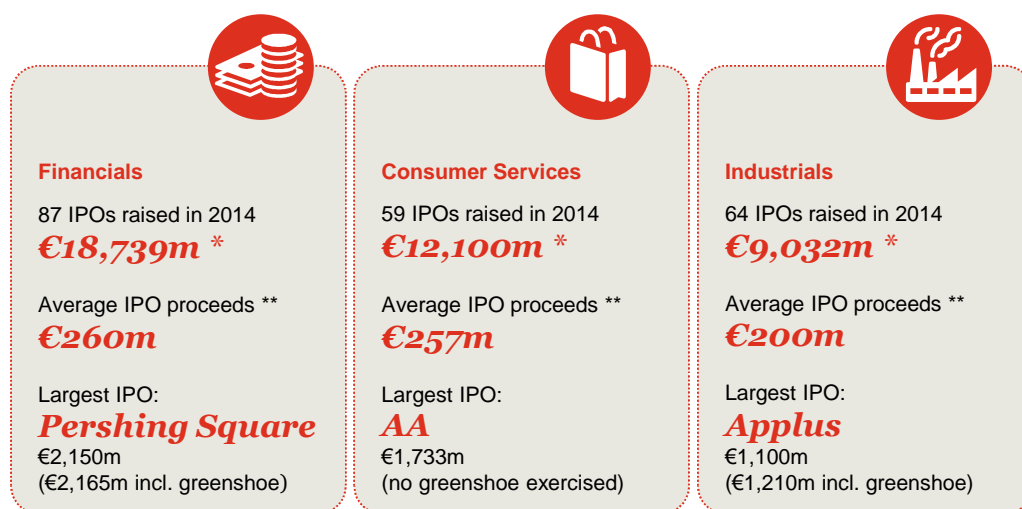 Financials
87 IPOs raised in 2014
€18,739m *
Average IPO proceeds **
€260m
Largest IPO:
Pershing Square
€2,150m
(€2,165m incl. greenshoe)
Consumer Services
59 IPOs raised in 2014
€12,100m *
Average IPO proceeds **
€257m
Largest IPO:
AA
€1,733m
(no greenshoe exercised)
Industrials
64 IPOs raised in 2014
€9,032m *
Average IPO proceeds **
€200m
Largest IPO:
Applus
€1,100m
(€1,210m incl. greenshoe)